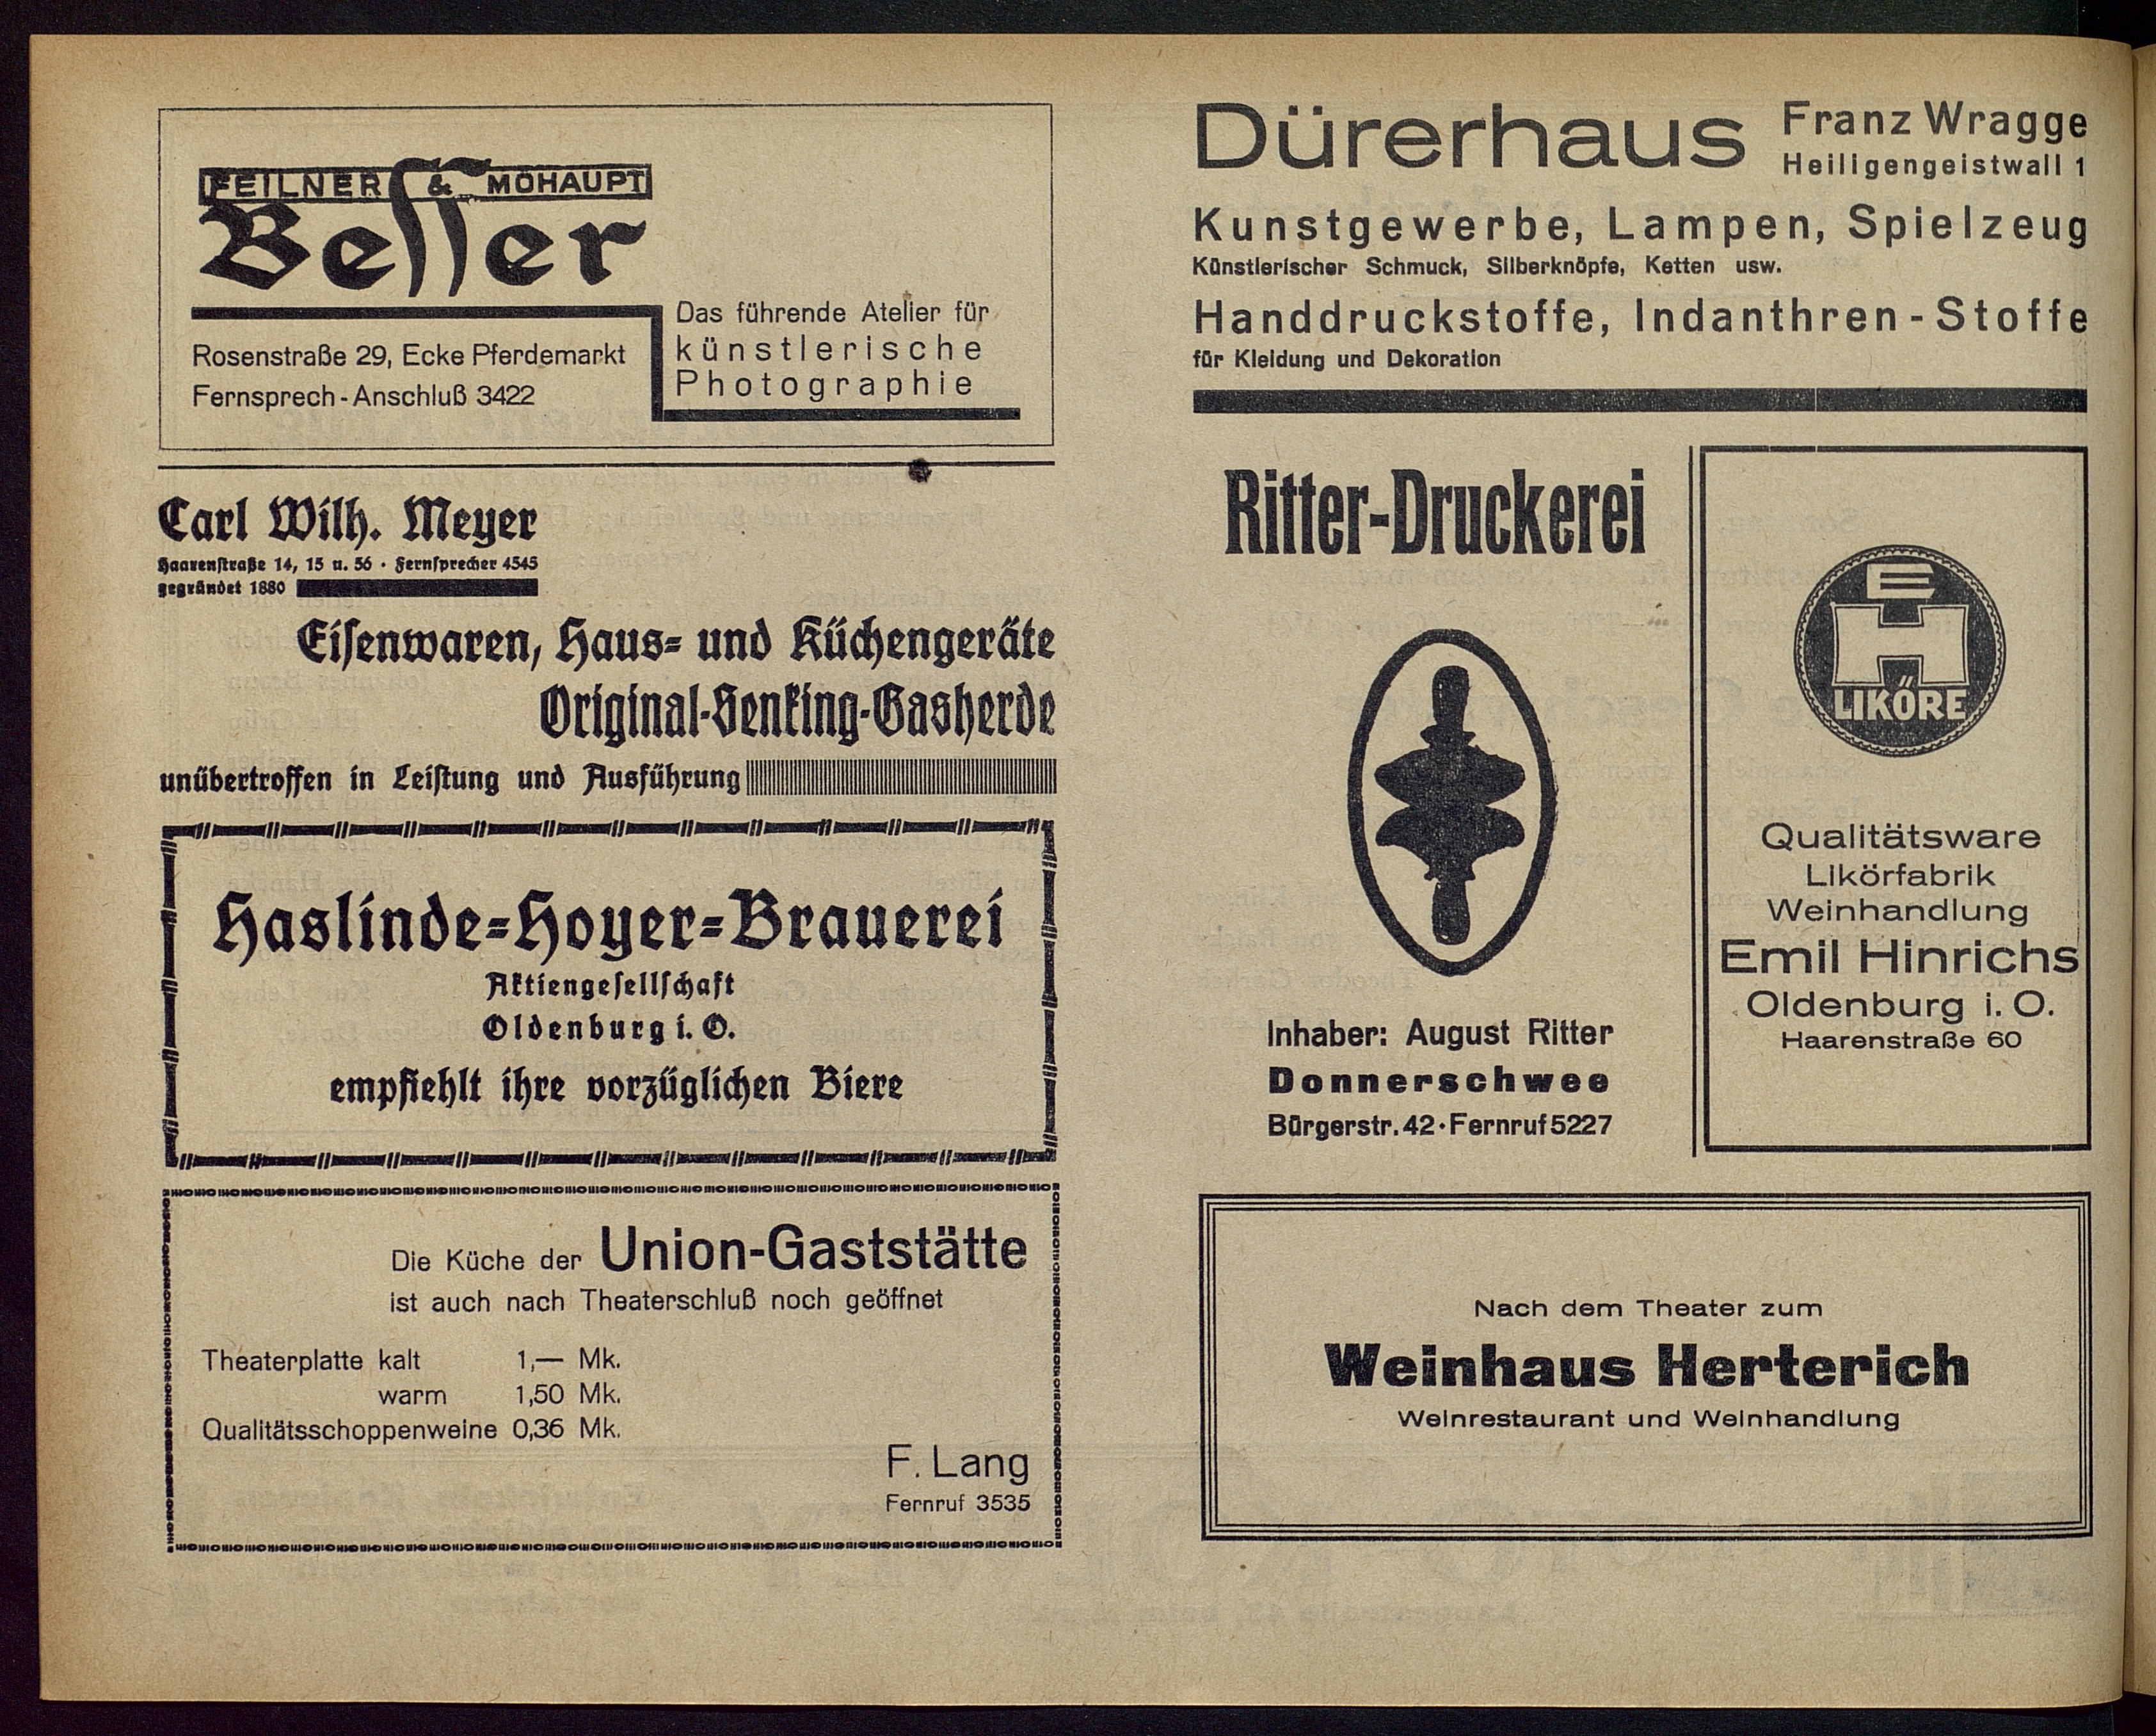 FEILNER & MOHAUPT
Besser
Rosenstraße 29, Ecke Pferdemarkt
Fernsprech-Anschluß 3422
Das führende Atelier für
künstlerische
Photographie
Carl Wilh. Meyer
Haarenstraße 14, 15 u. 56 · Fernsprecher 4545
gegründet 1880
Eisenwaren, Haus- und Küchengeräte
Original-Senking-Gasherde
unübertroffen in Leistung und Ausführung
Haslinde-Hoyer-Brauerei
Aktiengesellschaft
Oldenburg i. O.
empfiehlt ihre vorzüglichen Biere
Die Küche der Union-Gaststätte
ist auch nach Theaterschluß noch geöffnet
Theaterplatte kalt 1,— Mk.
warm 1,50 Mk.
Qualitätsschoppenweine 0,36 Mk.
F. Lang
Fernruf 3535
Dürerhaus Franz Wragge
Heiligengeistwall 1
Kunstgewerbe, Lampen, Spielzeug
Künstlerischer Schmuck, Silberknöpfe, Ketten usw.
Handdruckstoffe, Indanthren-Stoffe
für Kleidung und Dekoration
Ritter-Druckerei
Inhaber: August Ritter
Donnerschwee
Bürgerstr. 42 · Fernruf 5227
E
H
LIKÖRE
Qualitätsware
Likörfabrik
Weinhandlung
Emil Hinrichs
Oldenburg i. O.
Haarenstraße 60
Nach dem Theater zum
Weinhaus Herterich
Weinrestaurant und Weinhandlung